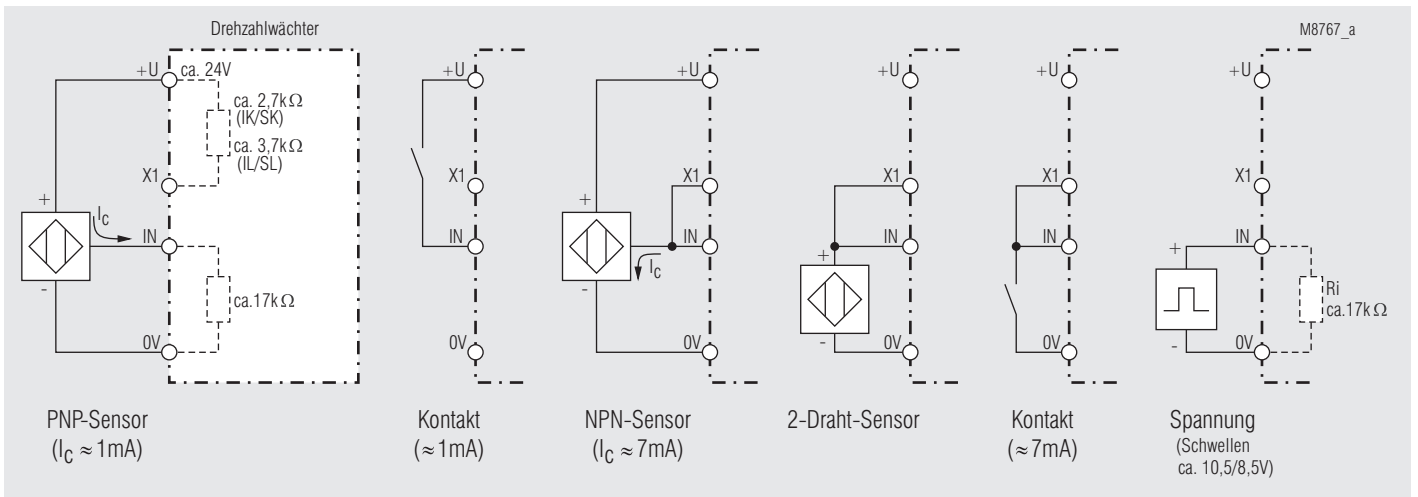 Drehzahlwächter
M8767_a
+U
ca. 24V
ca. 2,7kΩ
(IK/SK)
ca. 3,7kΩ
(IL/SL)
X1
+
IC
IN
-
ca.17kΩ
0V
PNP-Sensor
(IC ≈ 1mA)
+U
X1
IN
0V
Kontakt
(≈ 1mA)
+U
X1
+
IN
IC
-
0V
NPN-Sensor
(IC ≈ 7mA)
+U
X1
IN
+
-
0V
2-Draht-Sensor
+U
X1
IN
0V
Kontakt
(≈ 7mA)
+U
X1
IN
+
Ri
ca.17kΩ
-
0V
Spannung
(Schwellen
ca. 10,5/8,5V)